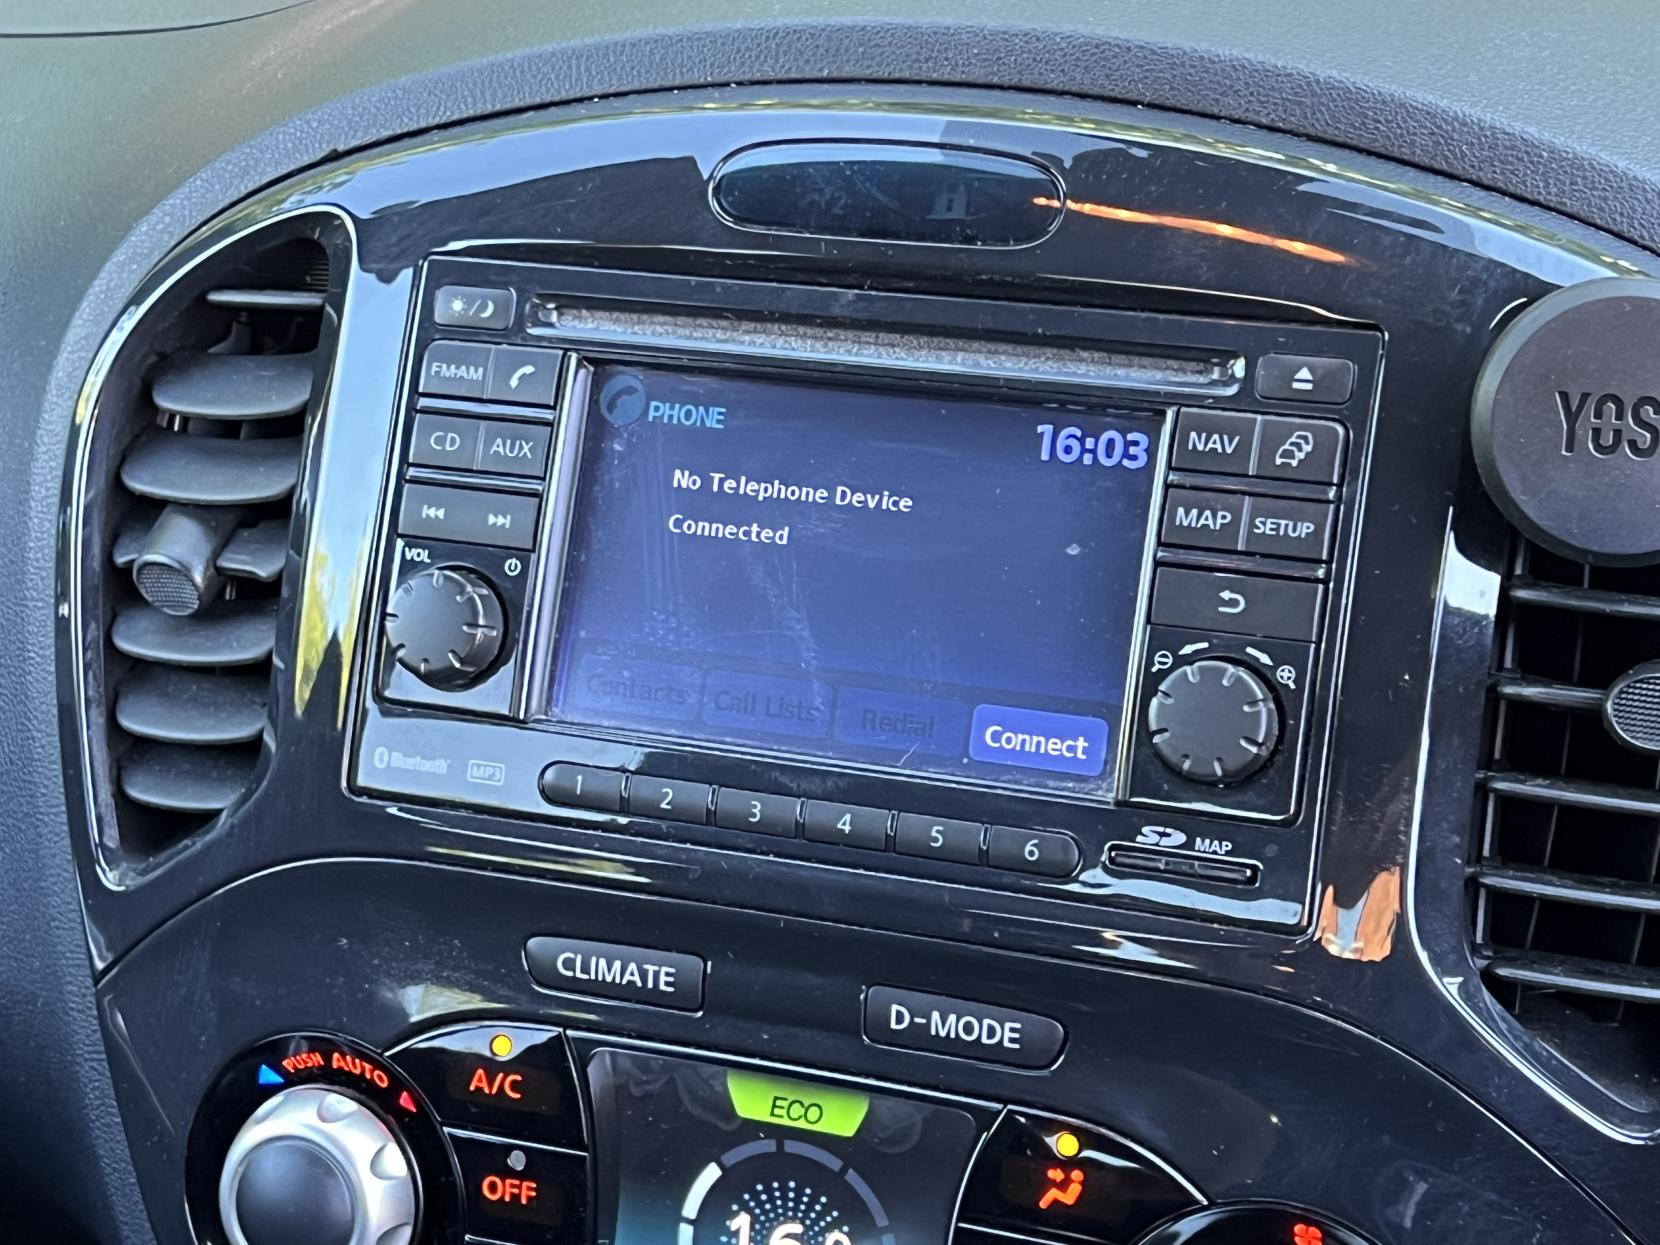 FM·AM
CD
AUX
VOL
PHONE
16:03
No Telephone Device
Connected
Contacts
Call Lists
Redial
Connect
NAV
MAP
SETUP
YOS
Bluetooth
MP3
1
2
3
4
5
6
SD MAP
CLIMATE
D-MODE
PUSH AUTO
A/C
OFF
ECO